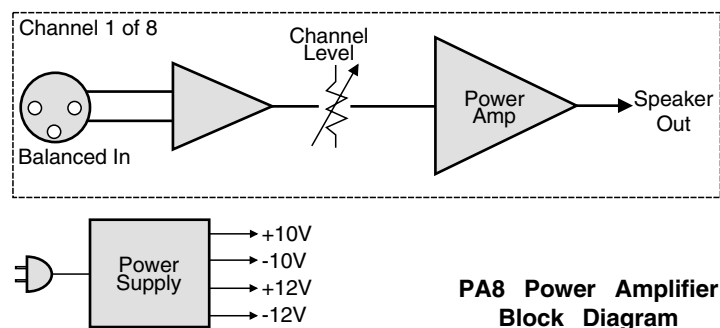 Channel 1 of 8
Channel
Level
Power
Amp
Speaker
Out
Balanced In
Power
Supply
+10V
-10V
+12V
-12V
PA8 Power Amplifier
Block Diagram